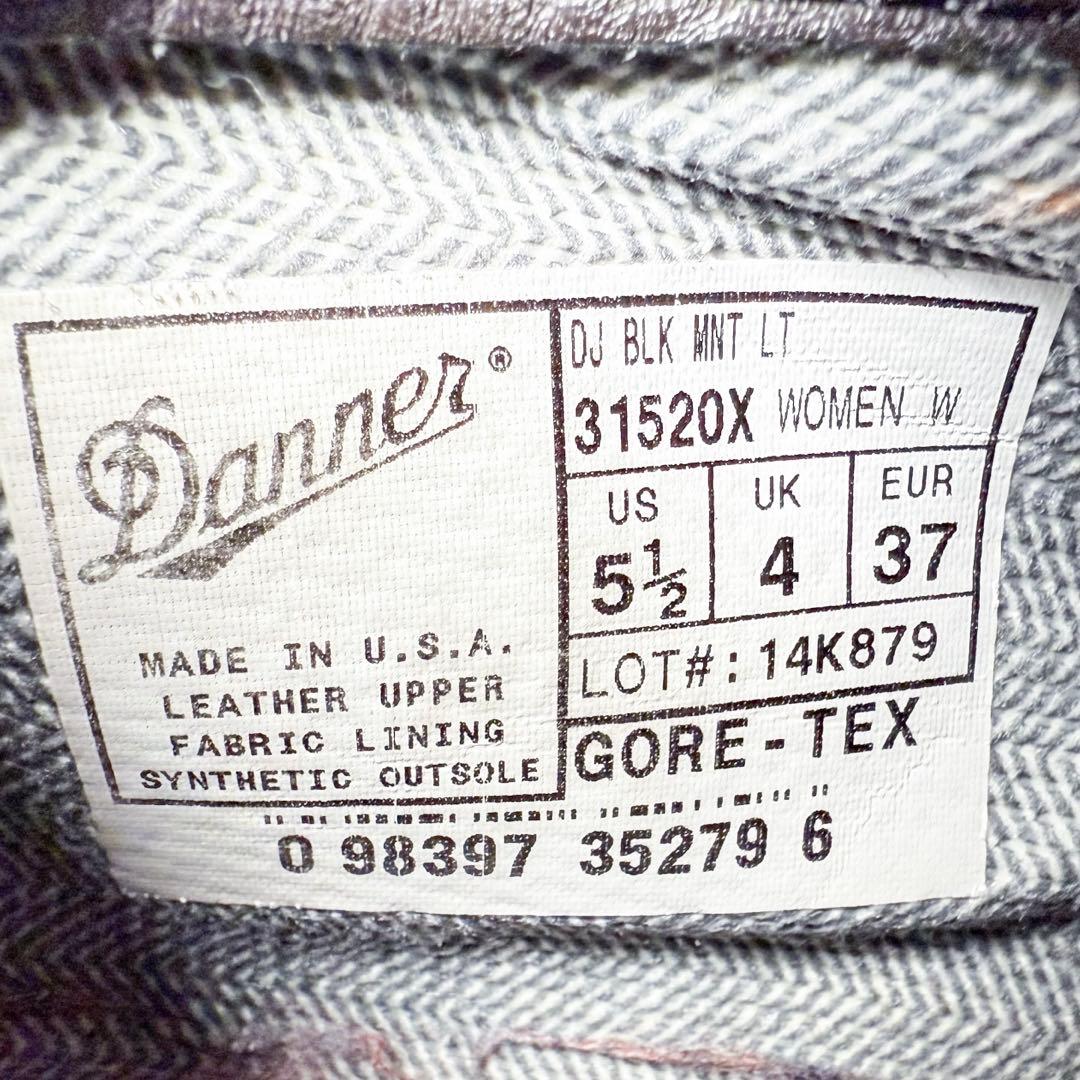 Danner®
MADE IN U.S.A.
LEATHER UPPER
FABRIC LINING
SYNTHETIC OUTSOLE
DJ BLK MNT LT
31520X WOMEN W
US UK EUR
5½ 4 37
LOT#: 14K879
GORE-TEX
0 98397 35279 6